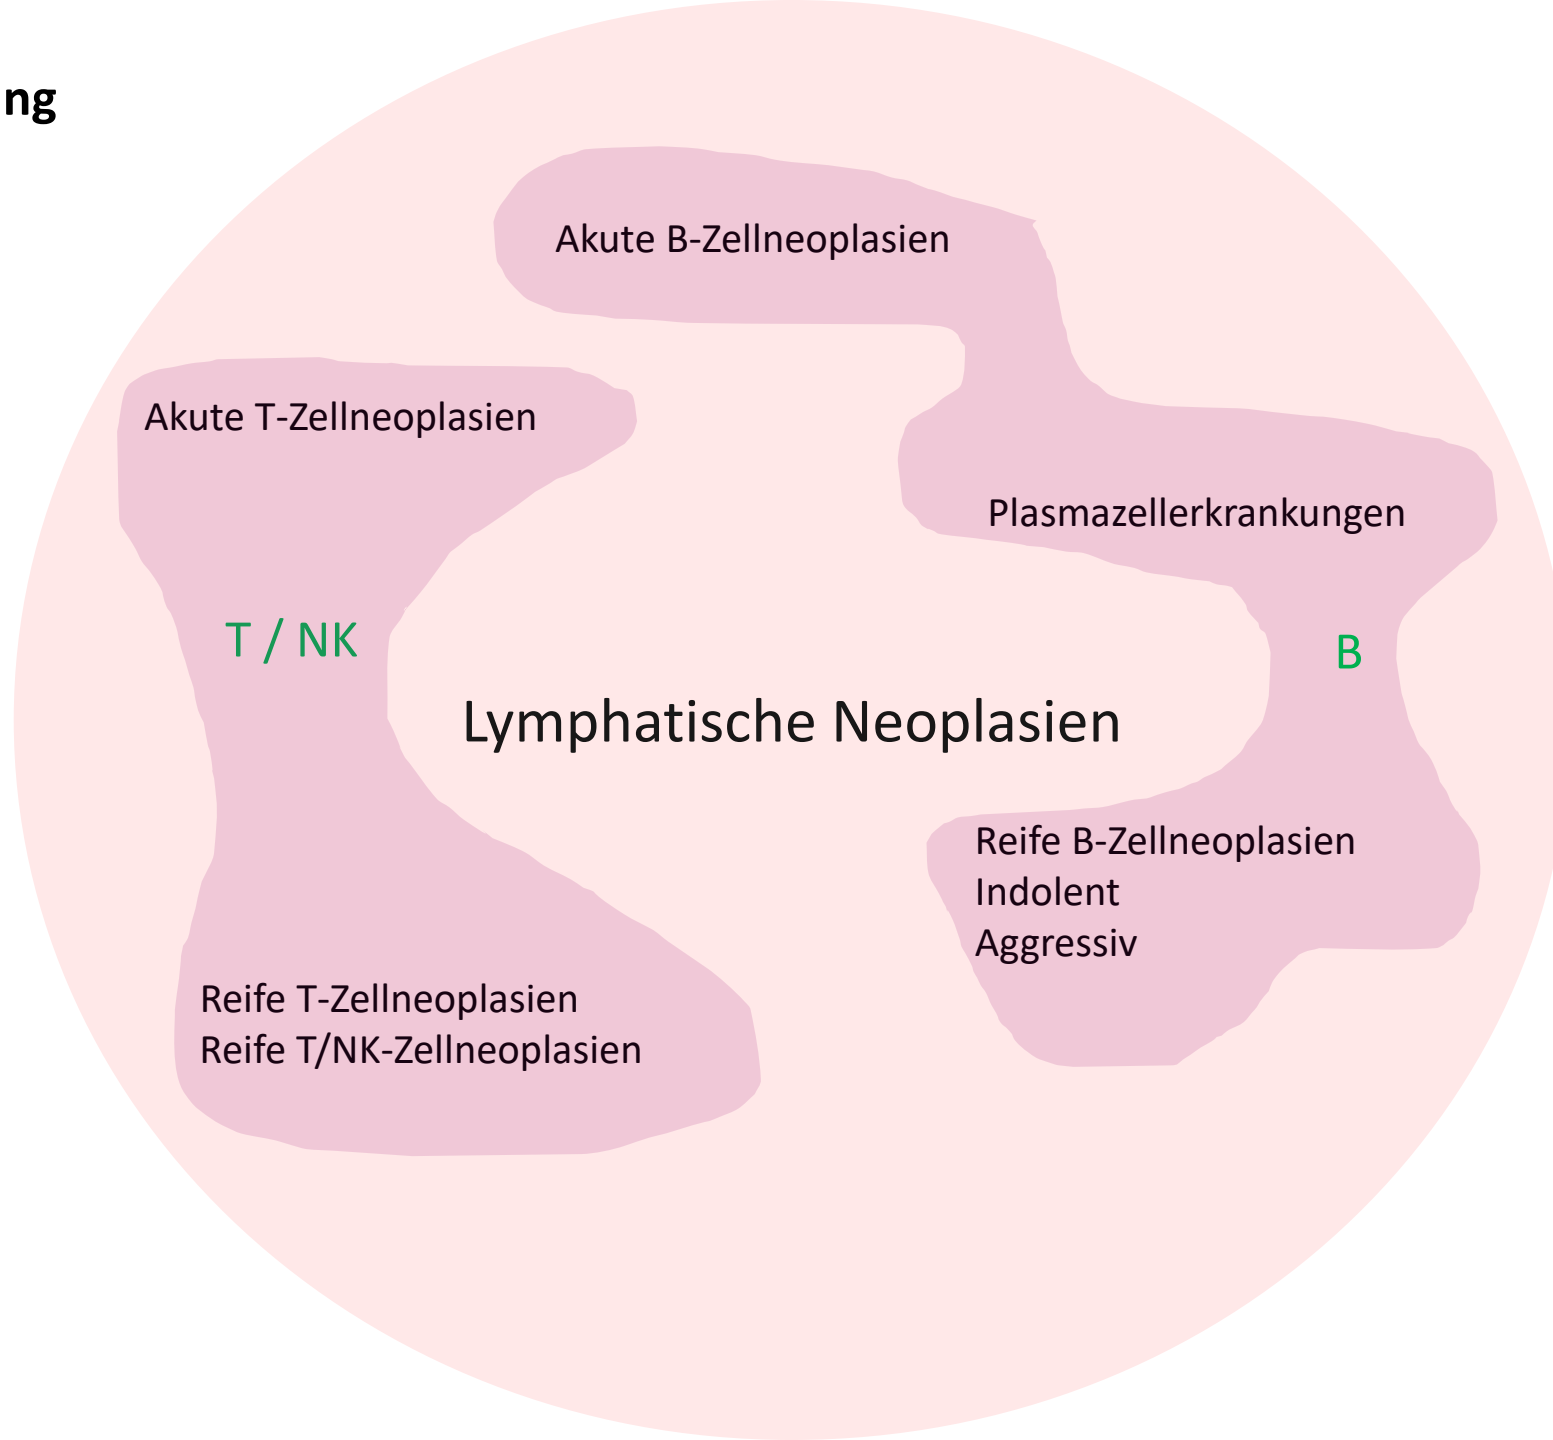 ng
Akute B-Zellneoplasien
Akute T-Zellneoplasien
Plasmazellerkrankungen
T / NK
B
Lymphatische Neoplasien
Reife B-Zellneoplasien
Indolent
Aggressiv
Reife T-Zellneoplasien
Reife T/NK-Zellneoplasien